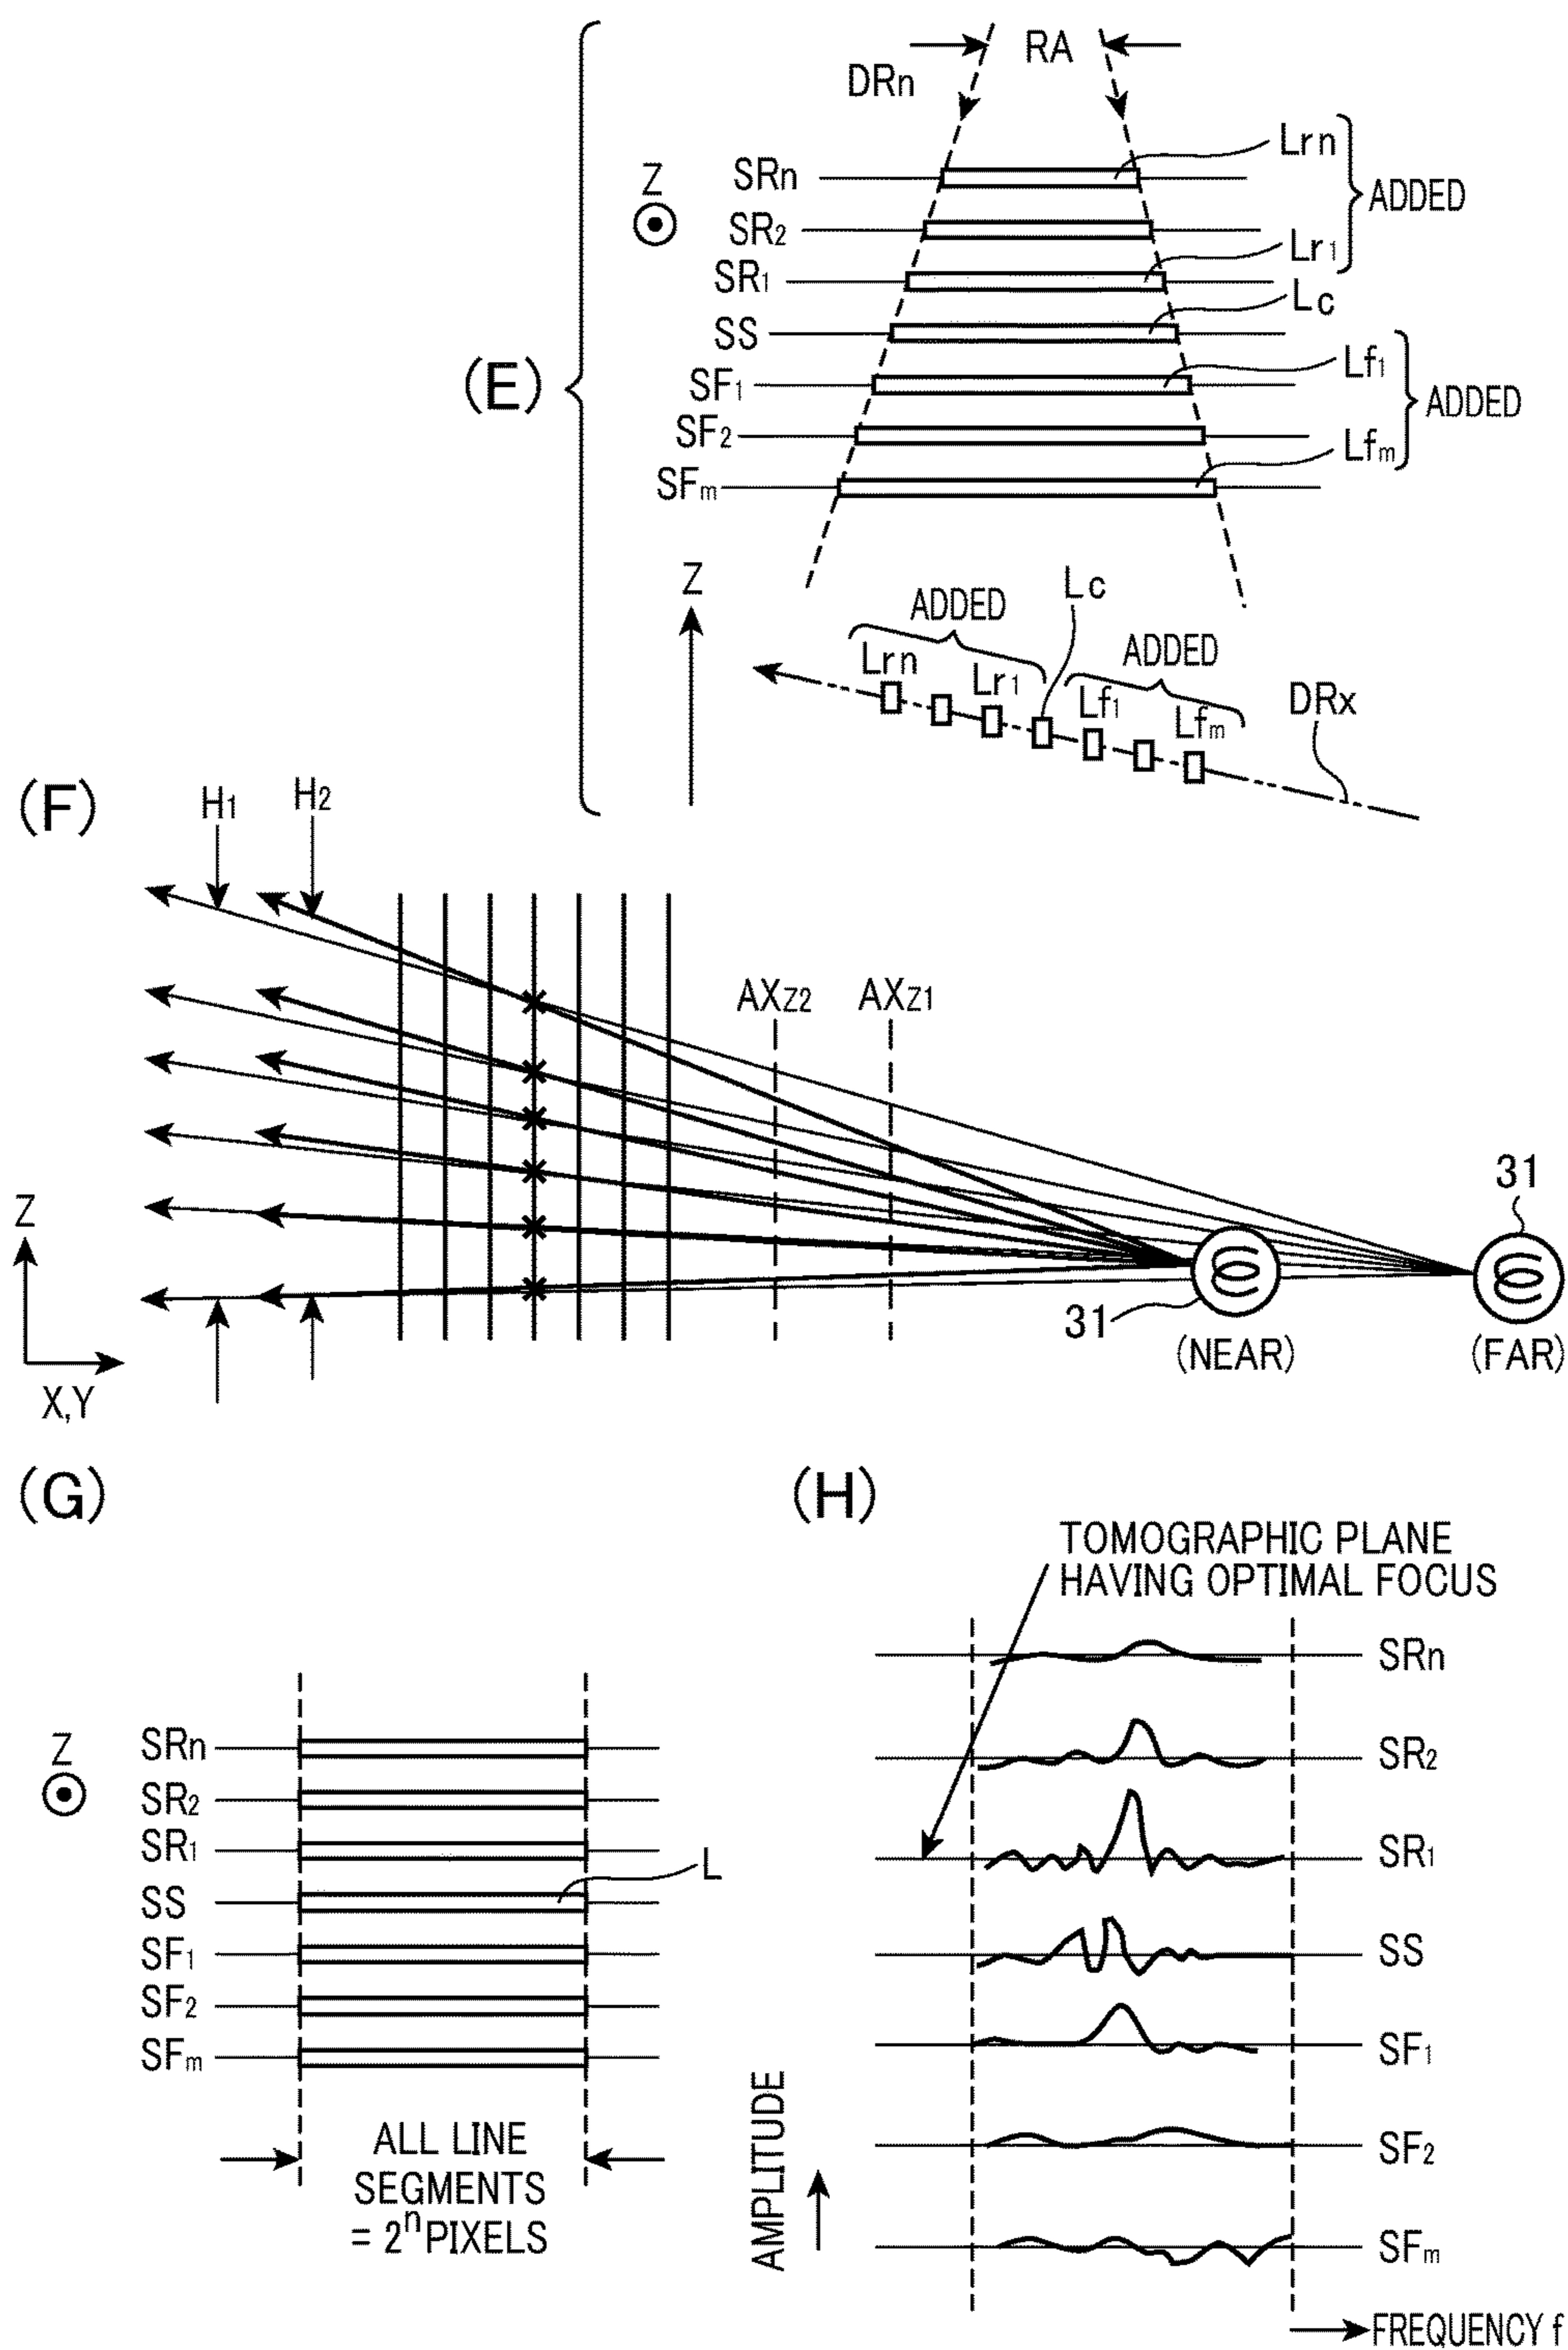 (E)
RA
DRn
Lrn
ADDED
SRn
Z
SR2
Lr1
SR1
Lc
SS
Lf1
ADDED
SF1
SF2
Lfm
SFm
Z
Lc
ADDED
ADDED
Lrn
Lr1
Lf1
Lfm
DRx
(F)
H1
H2
AXZ2
AXZ1
31
31
(NEAR)
(FAR)
Z
X,Y
(G)
Z
SRn
SR2
SR1
L
SS
SF1
SF2
SFm
ALL LINE
SEGMENTS
= 2ⁿ PIXELS
(H)
TOMOGRAPHIC PLANE
HAVING OPTIMAL FOCUS
SRn
SR2
SR1
SS
SF1
SF2
SFm
AMPLITUDE
FREQUENCY f